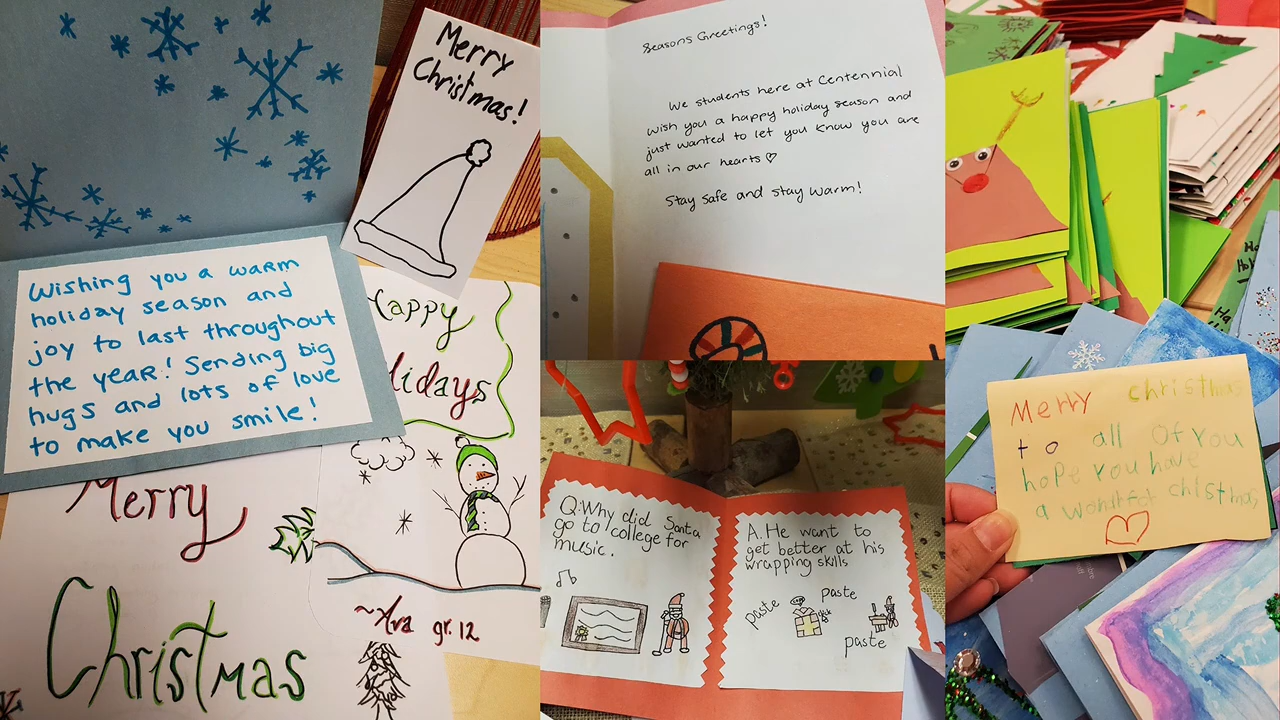 Merry
Christmas!
Wishing you a warm
holiday season and
joy to last throughout
the year! Sending big
hugs and lots of love
to make you smile!
Happy
lidays
Merry
Christmas
~Ava gr. 12
Seasons Greetings!
We students here at Centennial
wish you a happy holiday season and
just wanted to let you know you are
all in our hearts ♡
Stay safe and stay warm!
Q: Why did Santa
go to college for
music.
A. He want to
get better at his
wrapping skills
paste
paste
paste
Merry christmas
to all of you
hope you have
a wondtfot chistmas